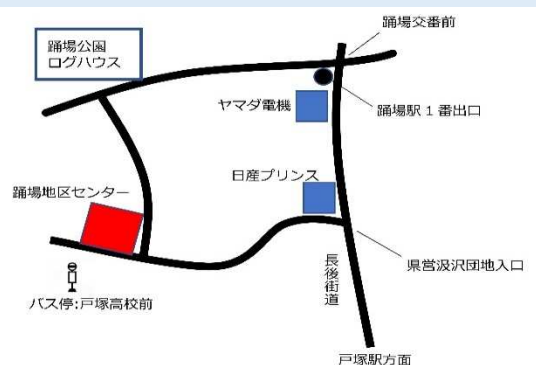 踊場交番前
踊場公園
ログハウス
ヤマダ電機
踊場駅1番出口
日産プリンス
踊場地区センター
県営汲沢団地入口
長後街道
バス停:戸塚高校前
戸塚駅方面